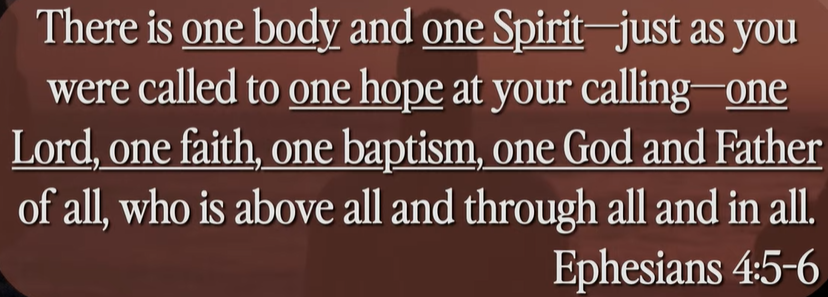 There is one body and one Spirit—just as you
were called to one hope at your calling—one
Lord, one faith, one baptism, one God and Father
of all, who is above all and through all and in all.
Ephesians 4:5-6